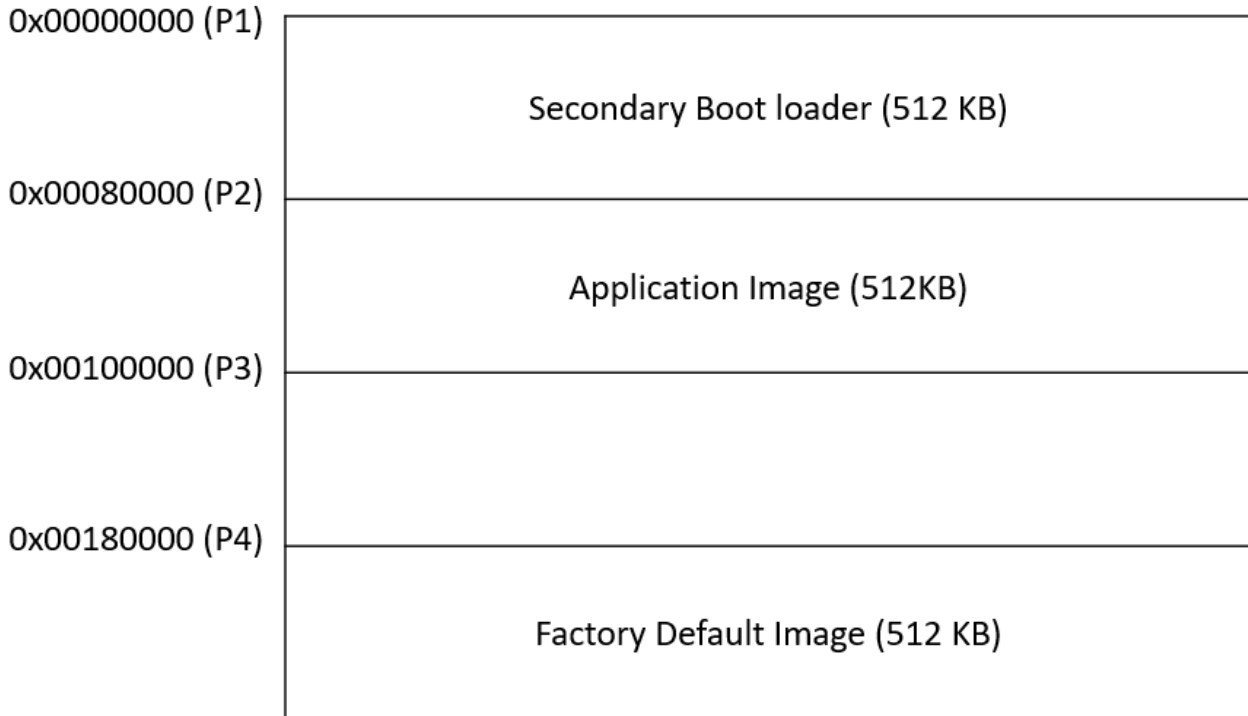 0x00000000 (P1)
Secondary Boot loader (512 KB)
0x00080000 (P2)
Application Image (512KB)
0x00100000 (P3)
0x00180000 (P4)
Factory Default Image (512 KB)